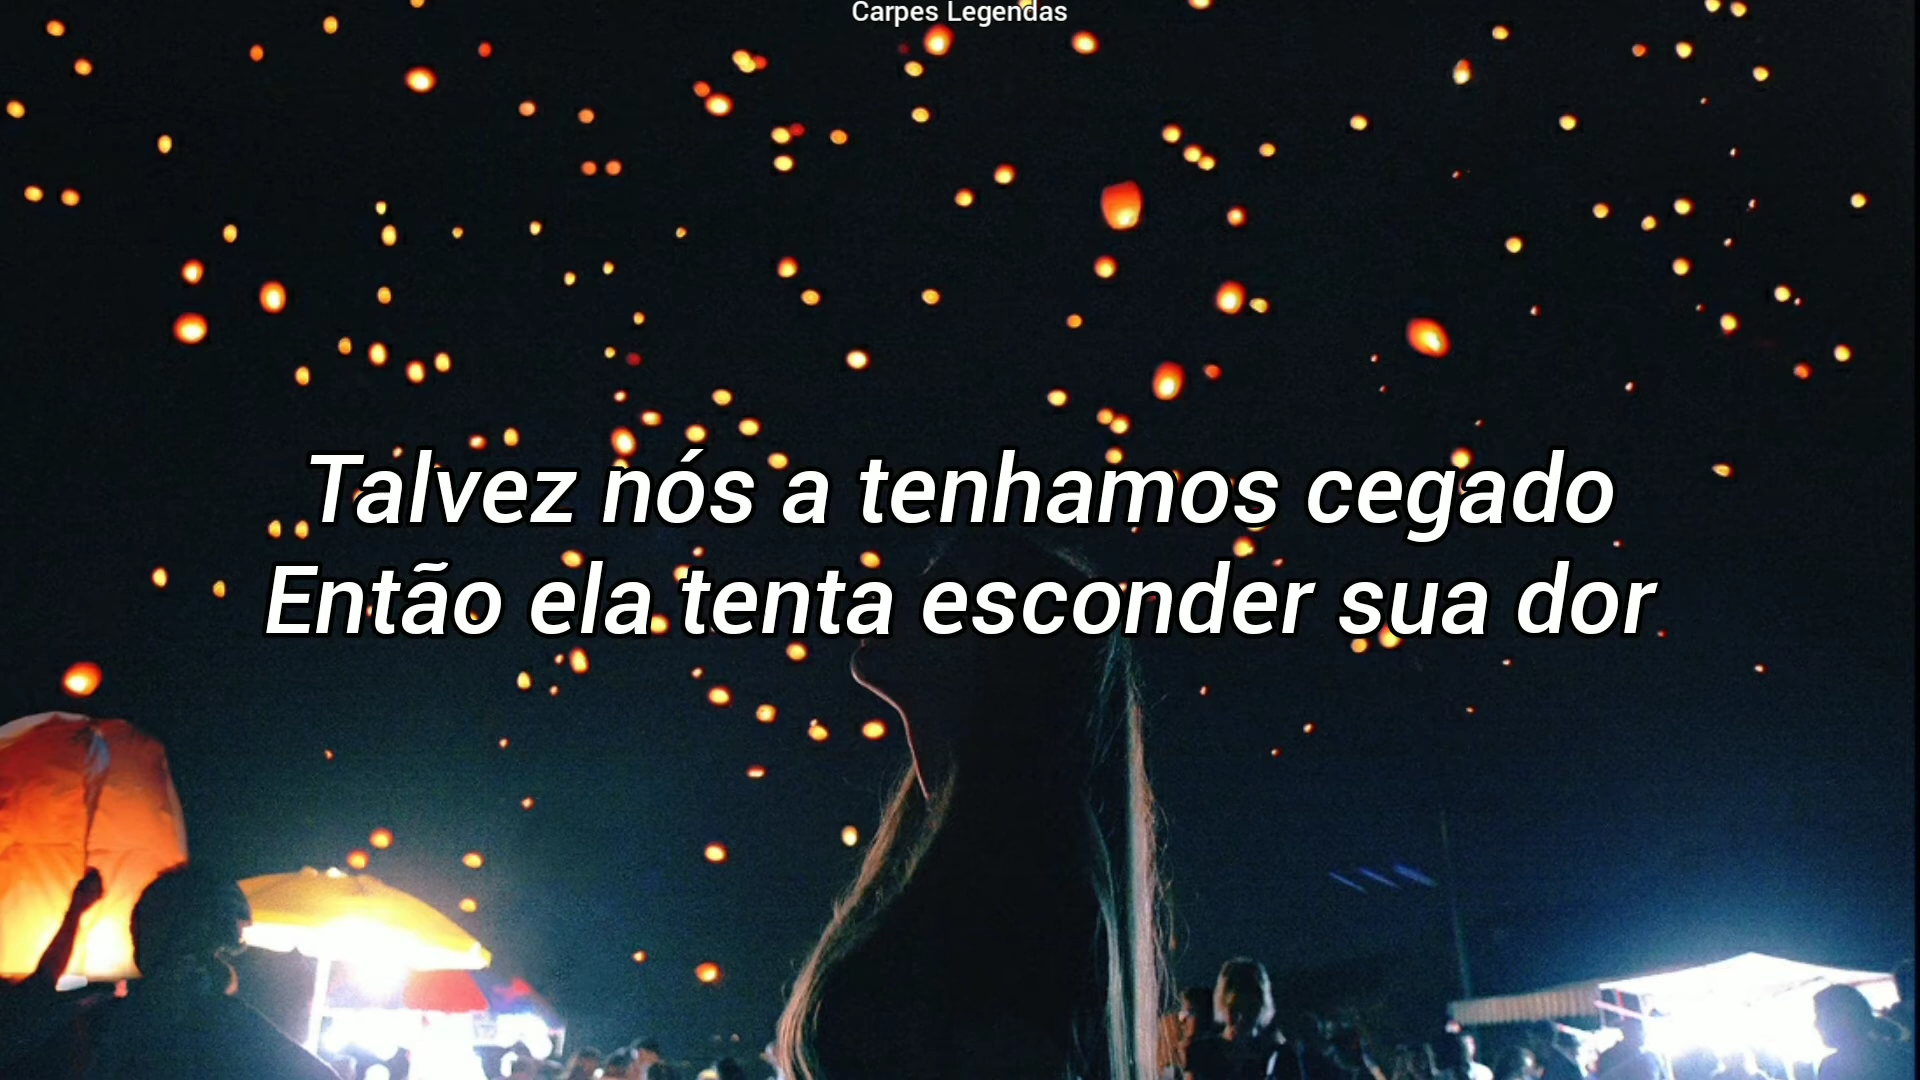 Carpes Legendas
Talvez nós a tenhamos cegado
Então ela tenta esconder sua dor